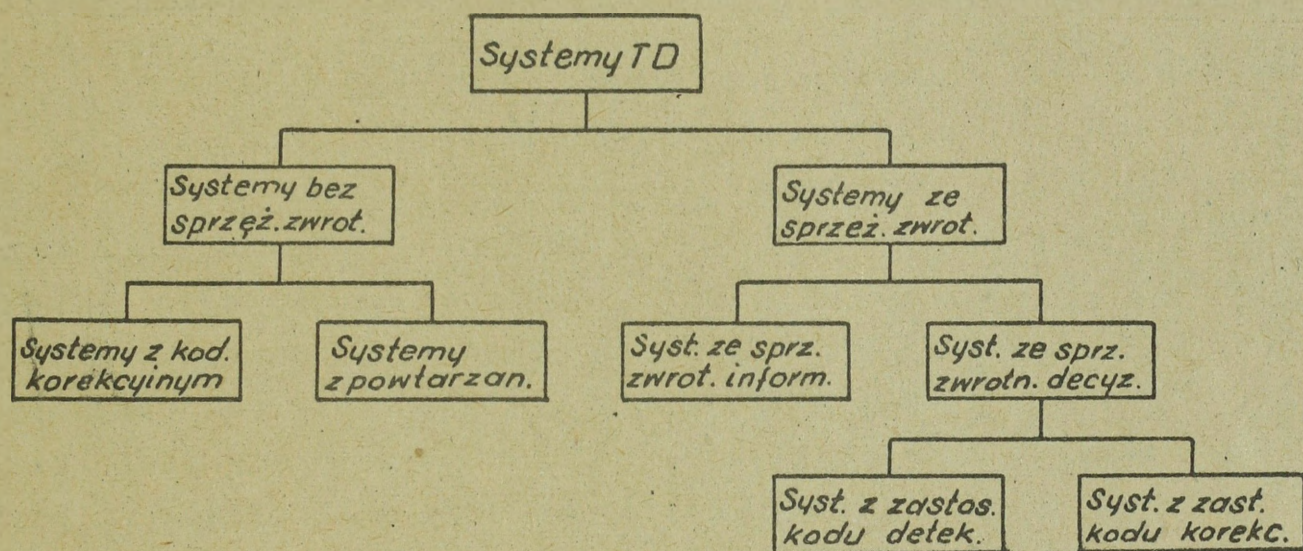 Systemy TD
Systemy bez
sprzęż. zwrot.
Systemy ze
sprzeż. zwrot.
Systemy z kod.
korekcyinym
Systemy
z powtarzan.
Syst. ze sprz.
zwrot. inform.
Syst. ze sprz.
zwrotn. decyz.
Syst. z zastos.
kodu detek.
Syst. z zast.
kodu korekc.